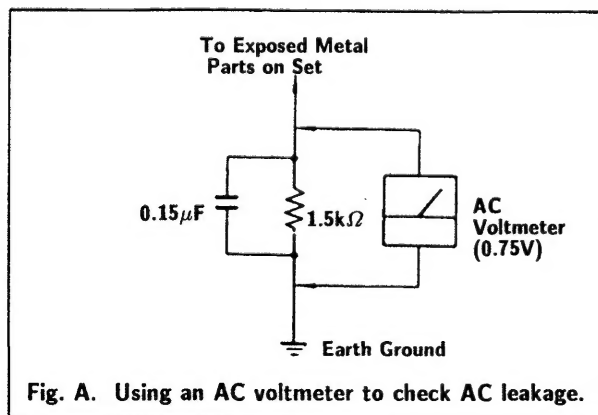 To Exposed Metal
Parts on Set
0.15μF
1.5kΩ
AC
Voltmeter
(0.75V)
Earth Ground
Fig. A. Using an AC voltmeter to check AC leakage.